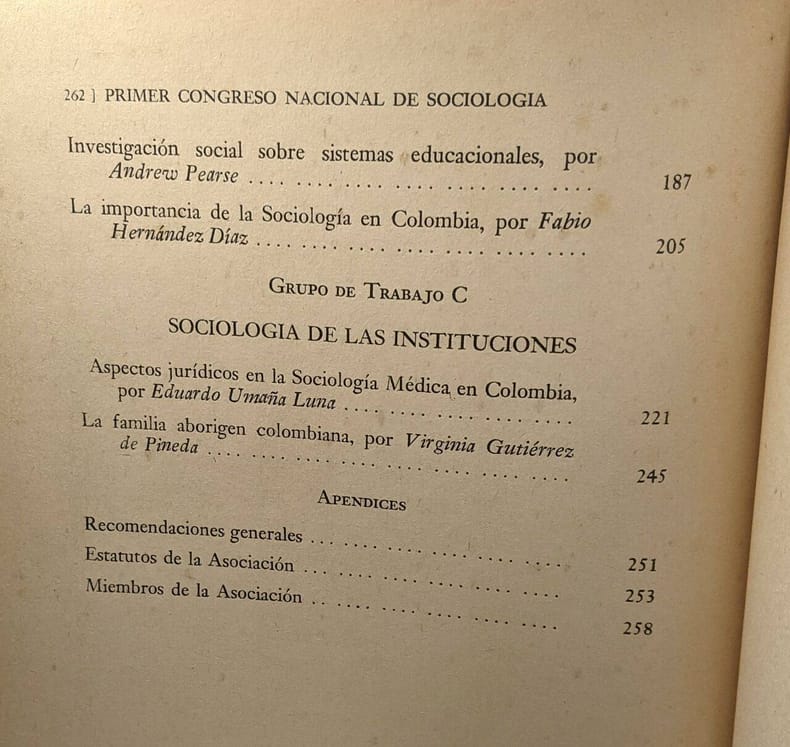 262 ] PRIMER CONGRESO NACIONAL DE SOCIOLOGIA
Investigación social sobre sistemas educacionales, por
Andrew Pearse .... .... .... .... .... .... .... 187
La importancia de la Sociología en Colombia, por Fabio
Hernández Díaz .... .... .... .... .... .... .... 205
GRUPO DE TRABAJO C
SOCIOLOGIA DE LAS INSTITUCIONES
Aspectos jurídicos en la Sociología Médica en Colombia,
por Eduardo Umaña Luna .... .... .... .... .... 221
La familia aborigen colombiana, por Virginia Gutiérrez
de Pineda .... .... .... .... .... .... .... .... 245
APENDICES
Recomendaciones generales .... .... .... .... .... 251
Estatutos de la Asociación .... .... .... .... .... 253
Miembros de la Asociación .... .... .... .... .... 258